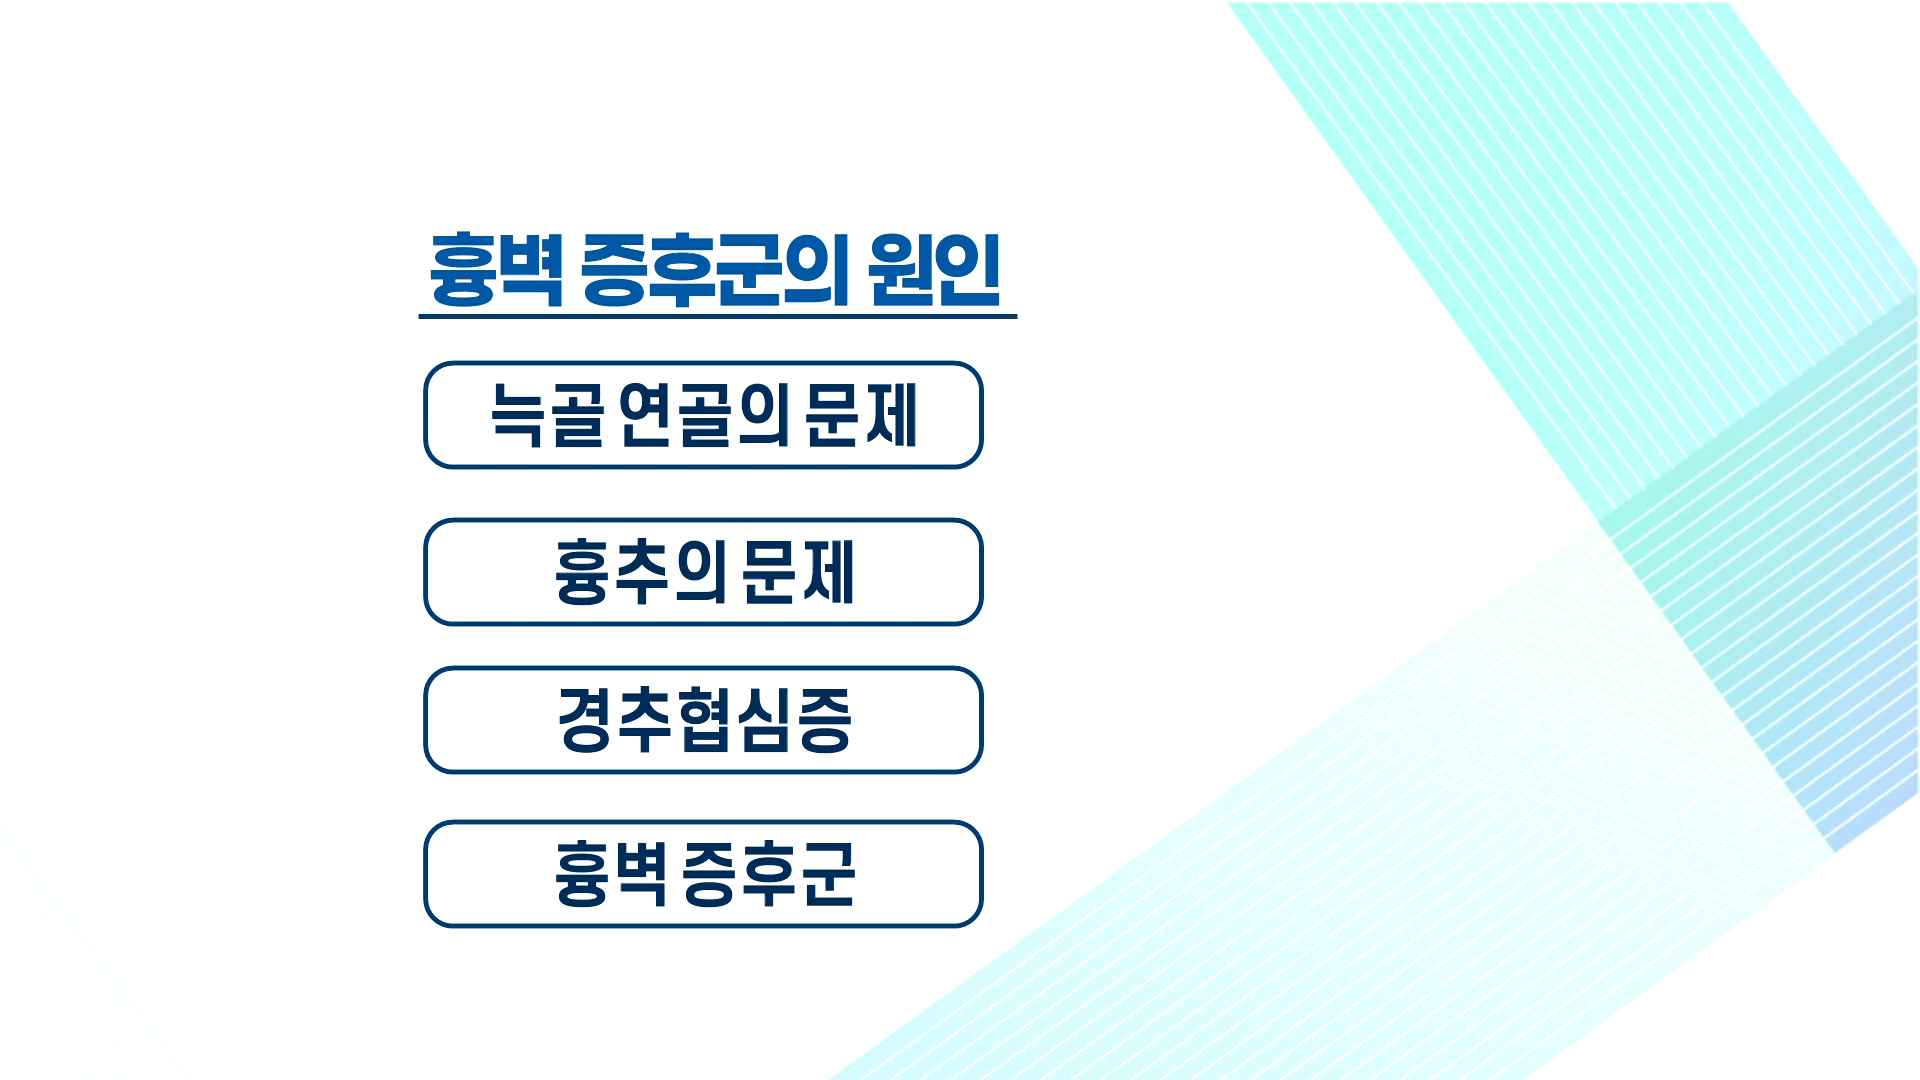 흉벽 증후군의 원인
늑골 연골의 문제
흉추의 문제
경추협심증
흉벽 증후군